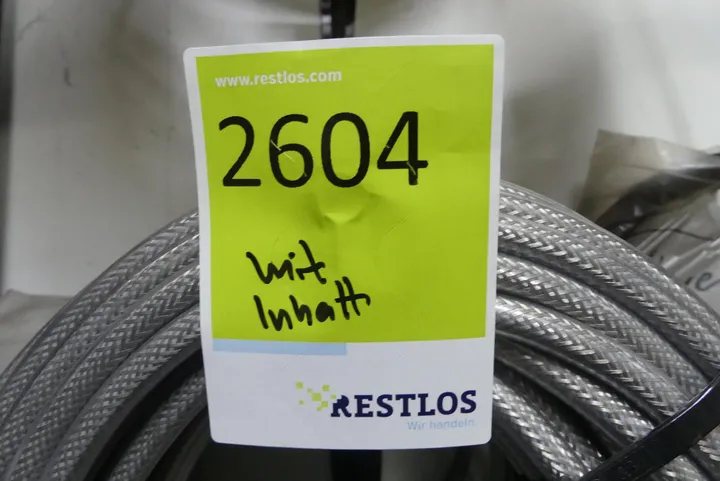 www.restlos.com
2604
Mit
Inhalt
RESTLOS
Wir handeln.